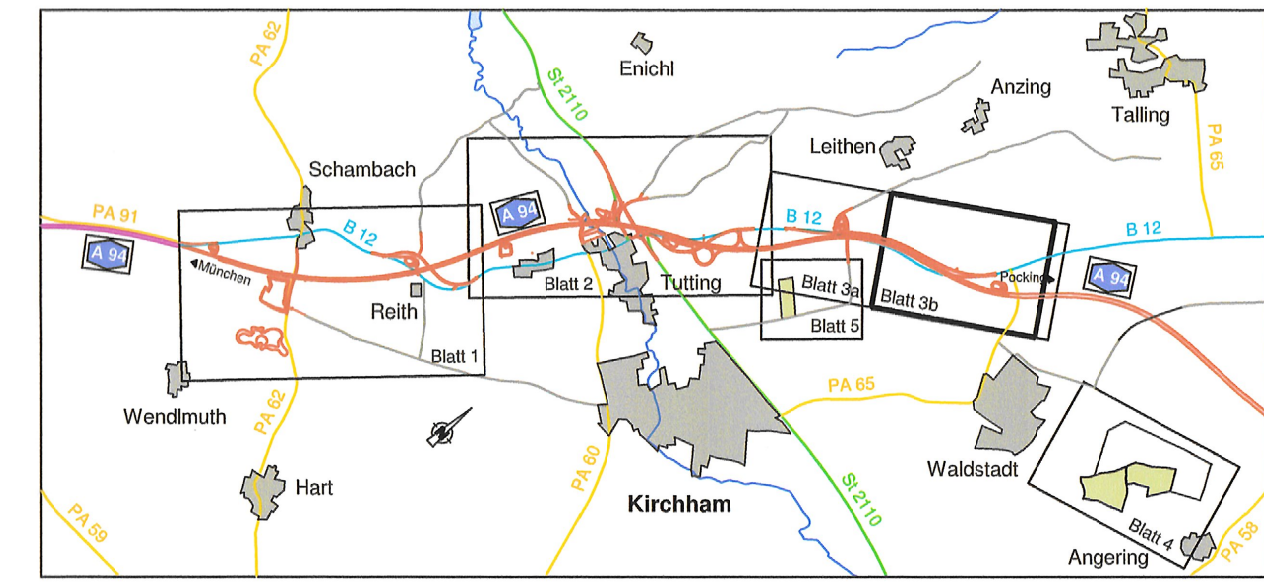 PA 62
Enichl
St 2110
Anzing
Talling
Leithen
PA 65
Schambach
PA 91
A 94
B 12
A 94
B 12
B 12
München
Pocking
A 94
Reith
Blatt 2
Tutting
Blatt 3a
Blatt 3b
Blatt 5
Blatt 1
Wendlmuth
PA 62
PA 65
Hart
PA 60
Kirchham
St 2110
Waldstadt
PA 59
Blatt 4
Angering
PA 58